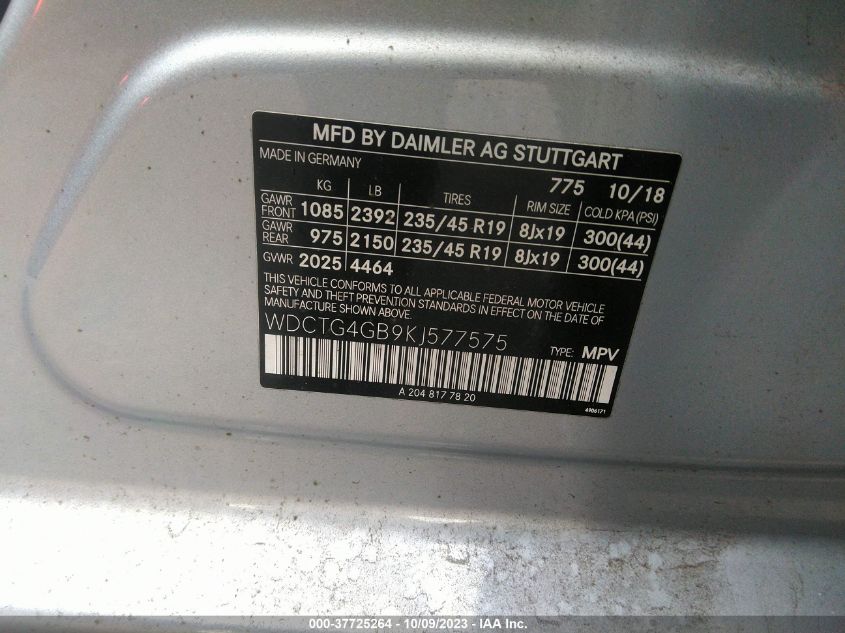 MFD BY DAIMLER AG STUTTGART
MADE IN GERMANY 775 10/18
KG LB TIRES RIM SIZE COLD KPA(PSI)
GAWR FRONT 1085 2392 235/45 R19 8Jx19 300(44)
GAWR REAR 975 2150 235/45 R19 8Jx19 300(44)
GVWR 2025 4464
THIS VEHICLE CONFORMS TO ALL APPLICABLE FEDERAL MOTOR VEHICLE
SAFETY AND THEFT PREVENTION STANDARDS IN EFFECT ON THE DATE OF
MANUFACTURE SHOWN ABOVE.
WDCTG4GB9KJ577575 TYPE: MPV
A 204 817 78 20
4906171
000-37725264 - 10/09/2023 - IAA Inc.